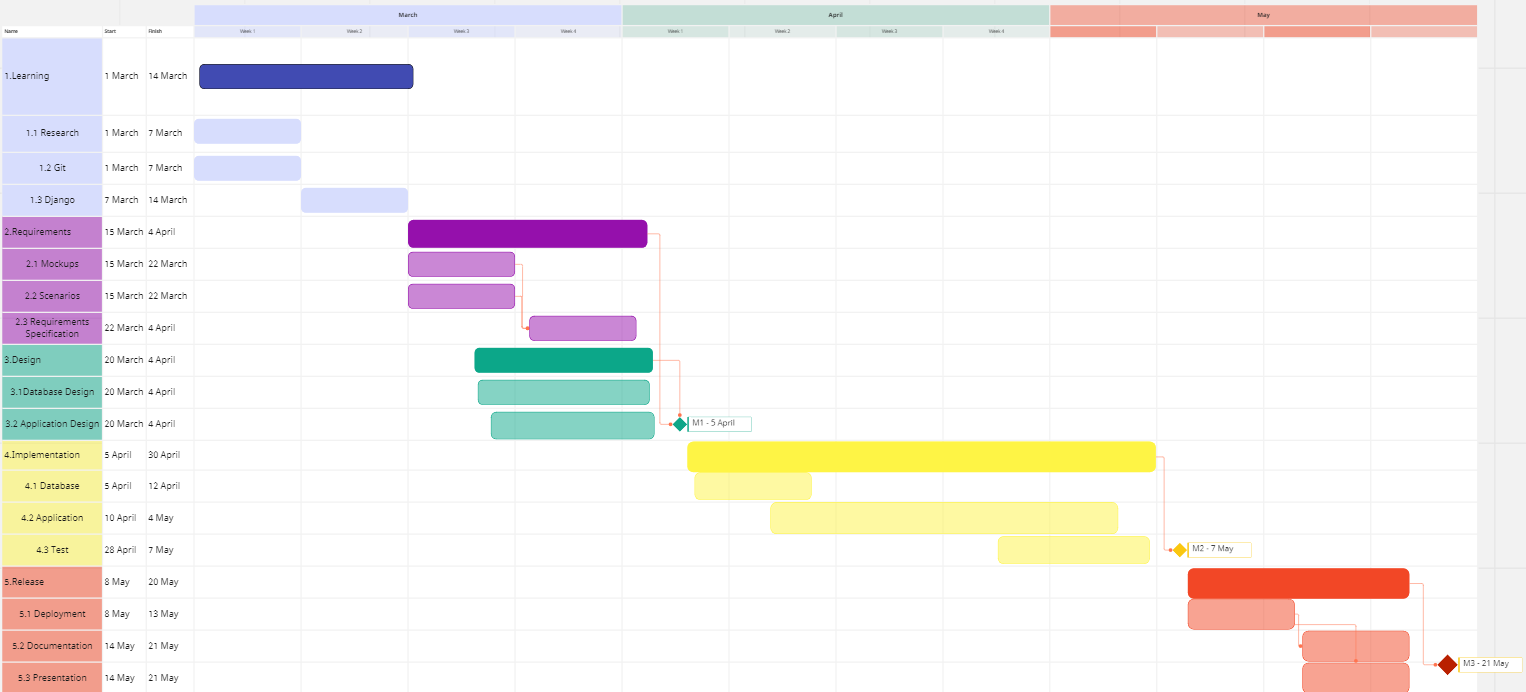 March April May
Name Start Finish Week 1 Week 2 Week 3 Week 4 Week 1 Week 2 Week 3 Week 4
1.Learning 1 March 14 March
1.1 Research 1 March 7 March
1.2 Git 1 March 7 March
1.3 Django 7 March 14 March
2.Requirements 15 March 4 April
2.1 Mockups 15 March 22 March
2.2 Scenarios 15 March 22 March
2.3 Requirements
Specification 22 March 4 April
3.Design 20 March 4 April
3.1Database Design 20 March 4 April
3.2 Application Design 20 March 4 April M1 - 5 April
4.Implementation 5 April 30 April
4.1 Database 5 April 12 April
4.2 Application 10 April 4 May
4.3 Test 28 April 7 May M2 - 7 May
5.Release 8 May 20 May
5.1 Deployment 8 May 13 May
5.2 Documentation 14 May 21 May
M3 - 21 May
5.3 Presentation 14 May 21 May